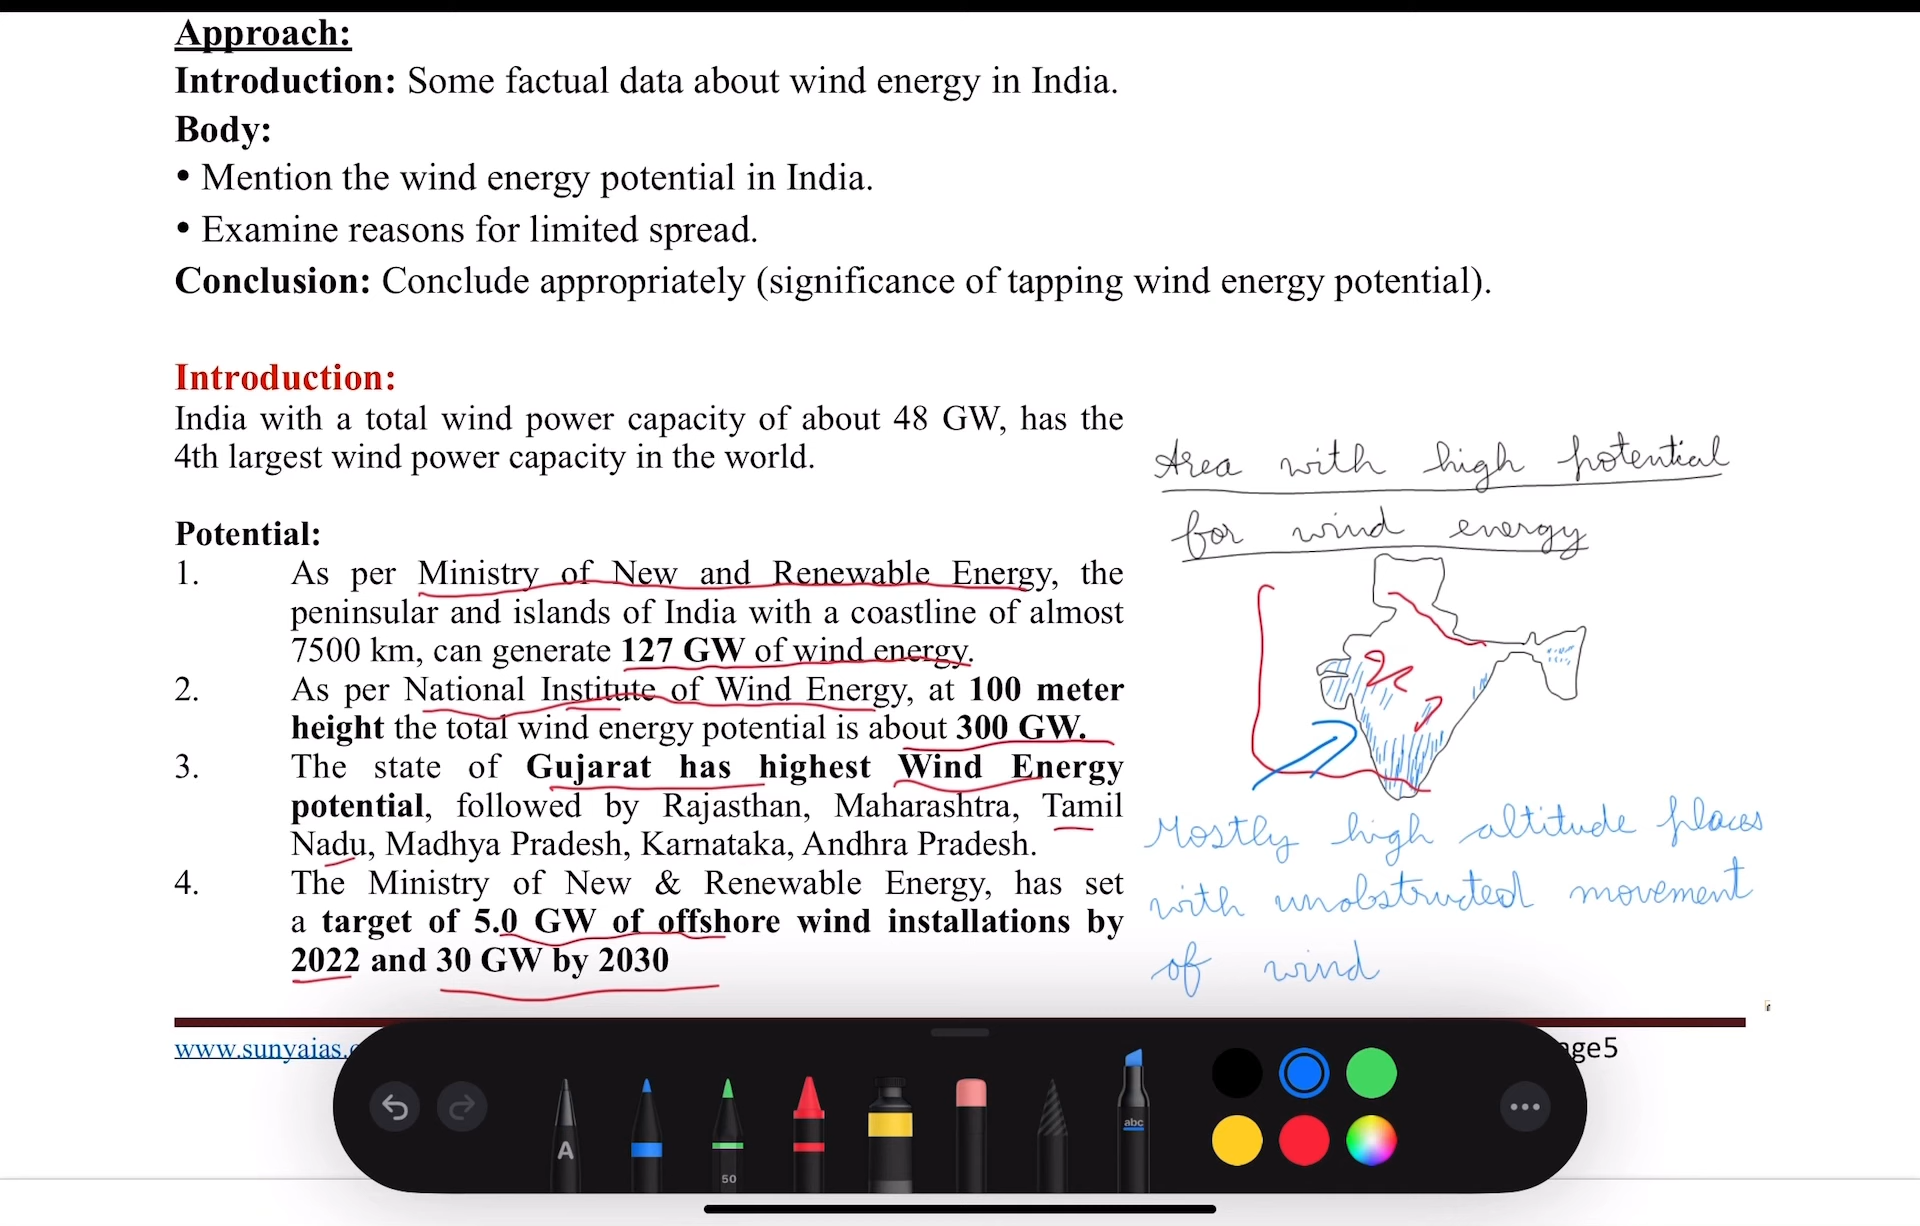 Approach:
Introduction: Some factual data about wind energy in India.
Body:
• Mention the wind energy potential in India.
• Examine reasons for limited spread.
Conclusion: Conclude appropriately (significance of tapping wind energy potential).
Introduction:
India with a total wind power capacity of about 48 GW, has the
4th largest wind power capacity in the world.
Potential:
1. As per Ministry of New and Renewable Energy, the
peninsular and islands of India with a coastline of almost
7500 km, can generate 127 GW of wind energy.
2. As per National Institute of Wind Energy, at 100 meter
height the total wind energy potential is about 300 GW.
3. The state of Gujarat has highest Wind Energy
potential, followed by Rajasthan, Maharashtra, Tamil
Nadu, Madhya Pradesh, Karnataka, Andhra Pradesh.
4. The Ministry of New & Renewable Energy, has set
a target of 5.0 GW of offshore wind installations by
2022 and 30 GW by 2030
Area with high potential
for wind energy
Mostly high altitude places
with unobstructed movement
of wind
www.sunyaias.
ge5
A
50
abc